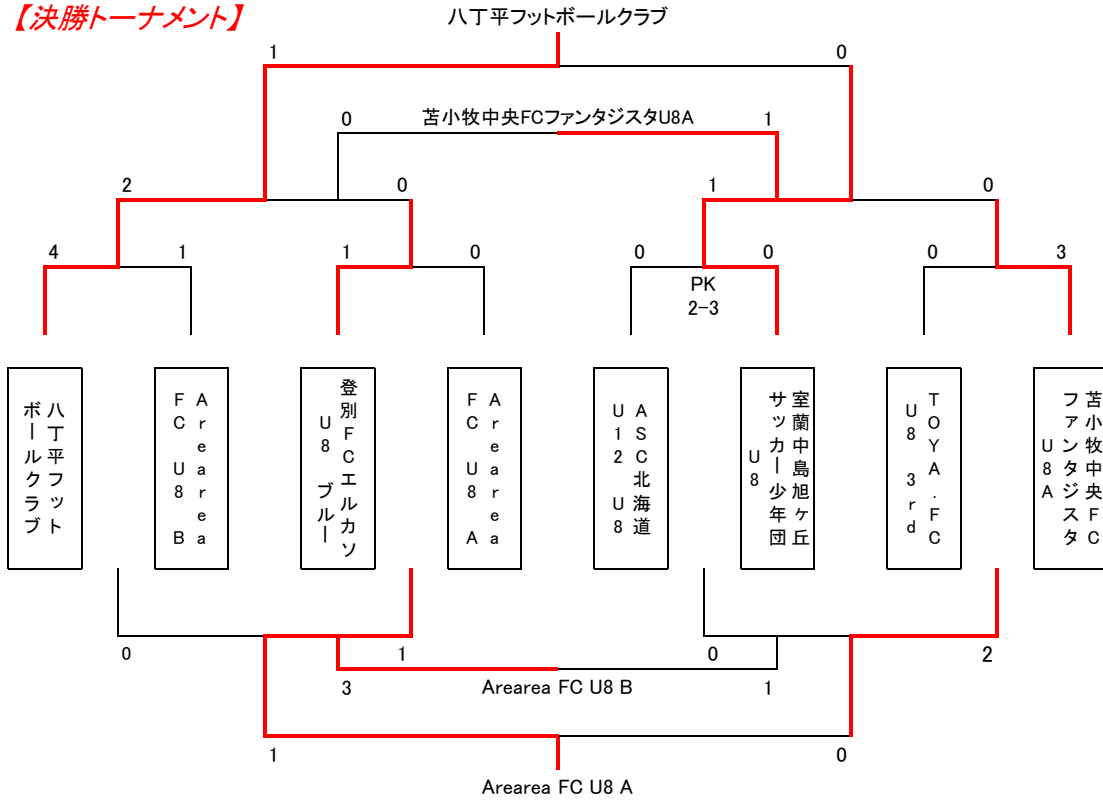 【決勝トーナメント】
八丁平フットボールクラブ
1
0
0
苫小牧中央FCファンタジスタU8A
1
2
0
1
0
4
1
1
0
0
0
0
3
PK
2-3
八丁平フット
ボールクラブ
Arearea
FC U8 B
登別FCエルカソ
U8 ブルー
Arearea
FC U8 A
ASC北海道
U12 U8
室蘭中島旭ヶ丘
サッカー少年団
U8
TOYA.FC
U8 3rd
苫小牧中央FC
ファンタジスタ
U8A
0
1
0
2
3
Arearea FC U8 B
1
1
0
Arearea FC U8 A